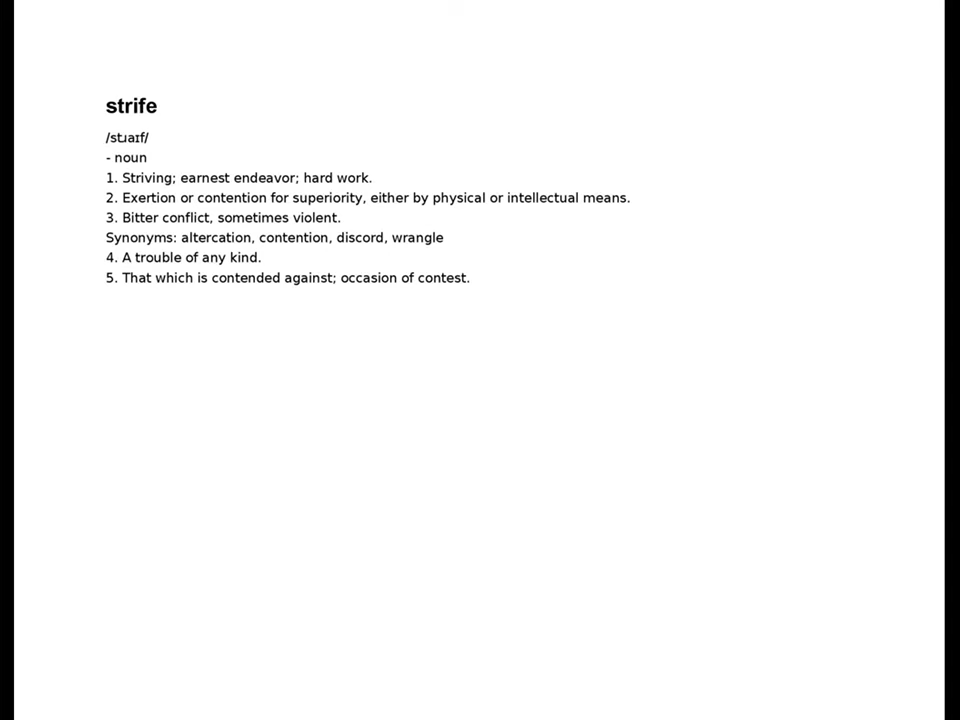 strife
/stɹaɪf/
- noun
1. Striving; earnest endeavor; hard work.
2. Exertion or contention for superiority, either by physical or intellectual means.
3. Bitter conflict, sometimes violent.
Synonyms: altercation, contention, discord, wrangle
4. A trouble of any kind.
5. That which is contended against; occasion of contest.